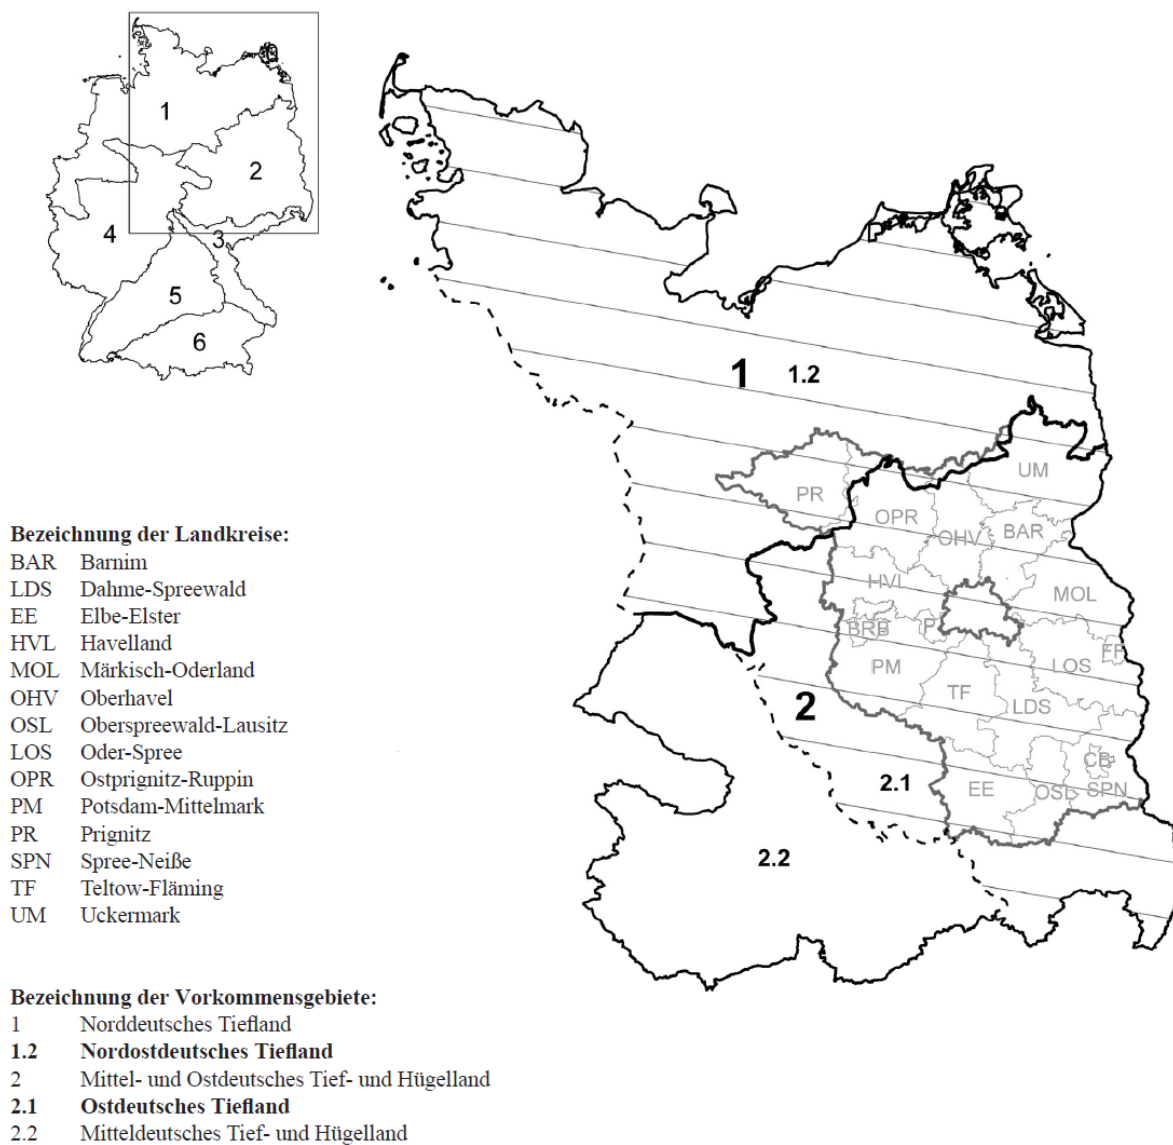 1
2
3
4
5
6
1
1.2
UM
PR
OPR
BAR
OHV
HVL
MOL
BRB
P
FF
PM
LOS
2
TF
LDS
CB
2.1
EE
OSL
SPN
2.2
Bezeichnung der Landkreise:
BAR Barnim
LDS Dahme-Spreewald
EE Elbe-Elster
HVL Havelland
MOL Märkisch-Oderland
OHV Oberhavel
OSL Oberspreewald-Lausitz
LOS Oder-Spree
OPR Ostprignitz-Ruppin
PM Potsdam-Mittelmark
PR Prignitz
SPN Spree-Neiße
TF Teltow-Fläming
UM Uckermark
Bezeichnung der Vorkommensgebiete:
1 Norddeutsches Tiefland
1.2 Nordostdeutsches Tiefland
2 Mittel- und Ostdeutsches Tief- und Hügelland
2.1 Ostdeutsches Tiefland
2.2 Mitteldeutsches Tief- und Hügelland